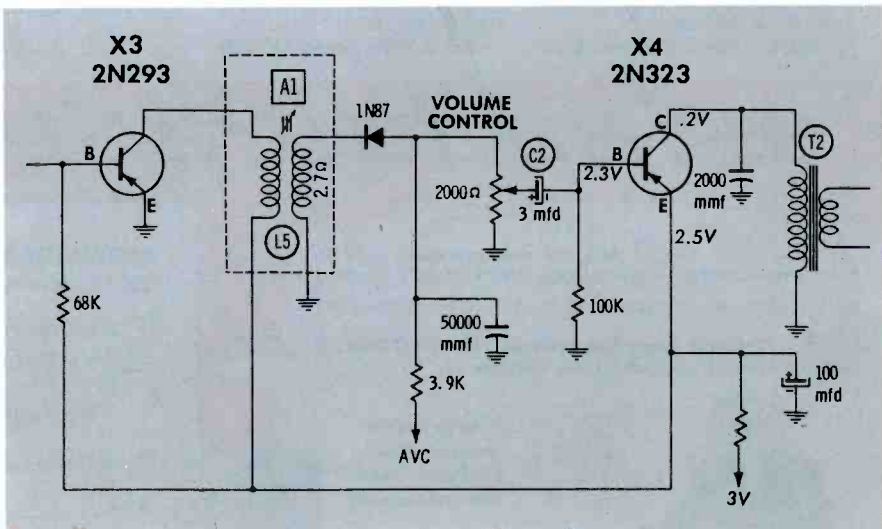 X3
2N293
A1
1N87
VOLUME
CONTROL
X4
2N323
B
E
L5
2.7Ω
2000Ω
C2
3 mfd
B
2.3V
C
.2V
E
2.5V
2000
mmf
T2
68K
50000
mmf
100K
3.9K
AVC
100
mfd
3V